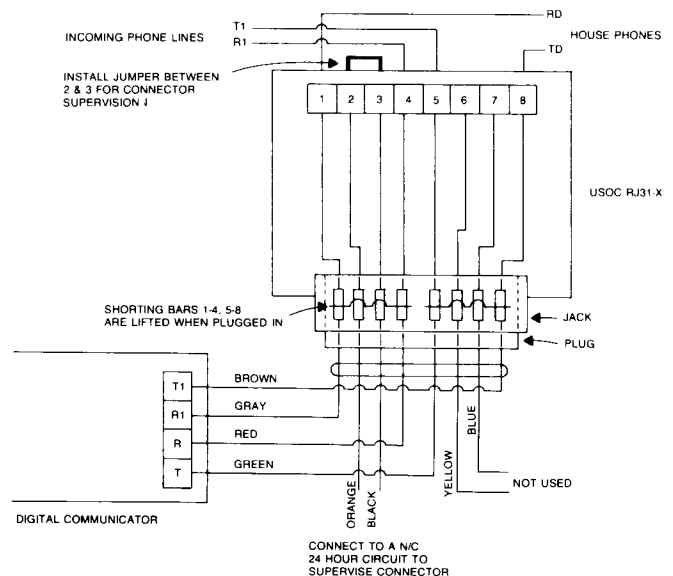 RD
T1
INCOMING PHONE LINES
R1
HOUSE PHONES
TD
INSTALL JUMPER BETWEEN
2 & 3 FOR CONNECTOR
SUPERVISION
1 2 3 4 5 6 7 8
USOC RJ31-X
SHORTING BARS 1-4, 5-8
ARE LIFTED WHEN PLUGGED IN
JACK
PLUG
T1 BROWN
R1 GRAY
R RED
T GREEN
ORANGE
BLACK
YELLOW
BLUE
NOT USED
DIGITAL COMMUNICATOR
CONNECT TO A N/C
24 HOUR CIRCUIT TO
SUPERVISE CONNECTOR